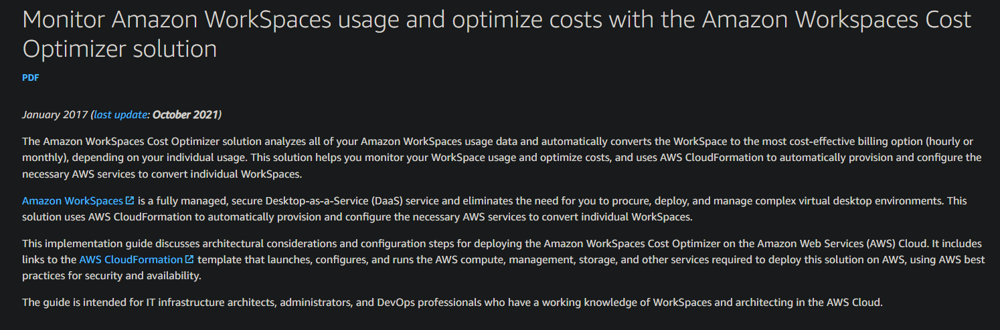 Monitor Amazon WorkSpaces usage and optimize costs with the Amazon Workspaces Cost
Optimizer solution
PDF
January 2017 (last update: October 2021)
The Amazon WorkSpaces Cost Optimizer solution analyzes all of your Amazon WorkSpaces usage data and automatically converts the WorkSpace to the most cost-effective billing option (hourly or
monthly), depending on your individual usage. This solution helps you monitor your WorkSpace usage and optimize costs, and uses AWS CloudFormation to automatically provision and configure the
necessary AWS services to convert individual WorkSpaces.
Amazon WorkSpaces is a fully managed, secure Desktop-as-a-Service (DaaS) service and eliminates the need for you to procure, deploy, and manage complex virtual desktop environments. This
solution uses AWS CloudFormation to automatically provision and configure the necessary AWS services to convert individual WorkSpaces.
This implementation guide discusses architectural considerations and configuration steps for deploying the Amazon WorkSpaces Cost Optimizer on the Amazon Web Services (AWS) Cloud. It includes
links to the AWS CloudFormation template that launches, configures, and runs the AWS compute, management, storage, and other services required to deploy this solution on AWS, using AWS best
practices for security and availability.
The guide is intended for IT infrastructure architects, administrators, and DevOps professionals who have a working knowledge of WorkSpaces and architecting in the AWS Cloud.